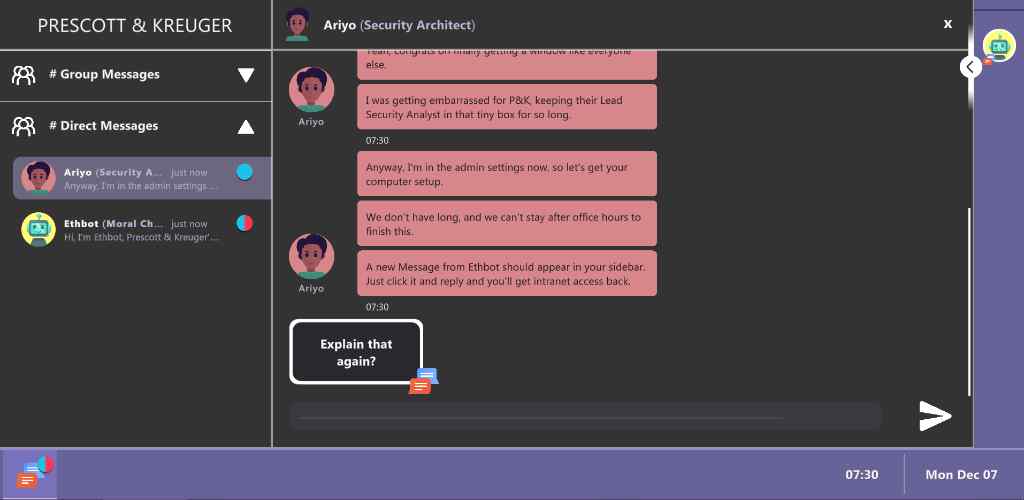 PRESCOTT & KREUGER
# Group Messages
# Direct Messages
Ariyo (Security A... just now
Anyway, I'm in the admin settings ...
Ethbot (Moral Ch... just now
Hi, I'm Ethbot, Prescott & Kreuger'...
Ariyo (Security Architect)
X
Yeah, congrats on finally getting a window like everyone
else.
I was getting embarrassed for P&K, keeping their Lead
Security Analyst in that tiny box for so long.
Ariyo
07:30
Anyway, I'm in the admin settings now, so let's get your
computer setup.
We don't have long, and we can't stay after office hours to
finish this.
A new Message from Ethbot should appear in your sidebar.
Just click it and reply and you'll get intranet access back.
Ariyo
07:30
Explain that
again?
07:30
Mon Dec 07